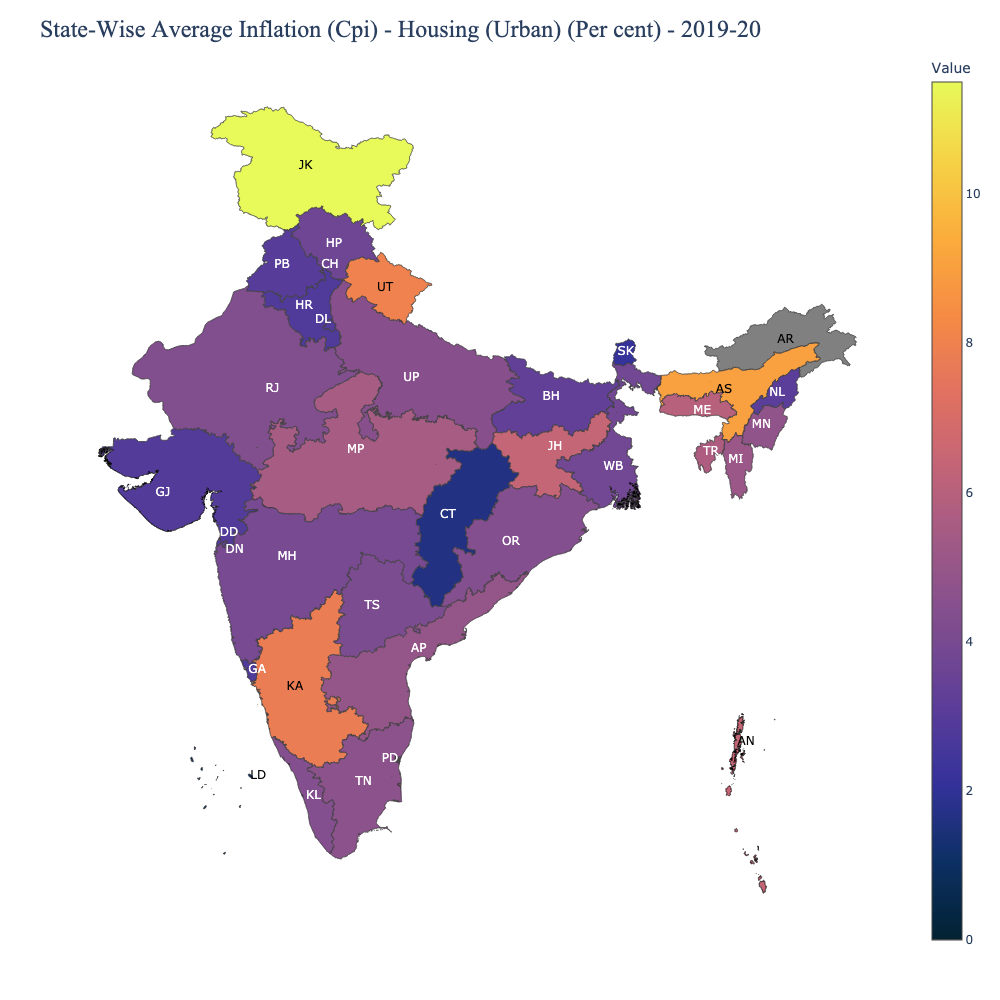 State-Wise Average Inflation (Cpi) - Housing (Urban) (Per cent) - 2019-20
Value
JK
10
HP
PB
CH
UT
HR
DL
AR
8
SK
UP
RJ
AS
NL
BH
ME
MN
MP
JH
TR
MI
WB
GJ
6
CT
DD
OR
DN
MH
TS
4
AP
GA
KA
AN
PD
LD
TN
KL
2
0